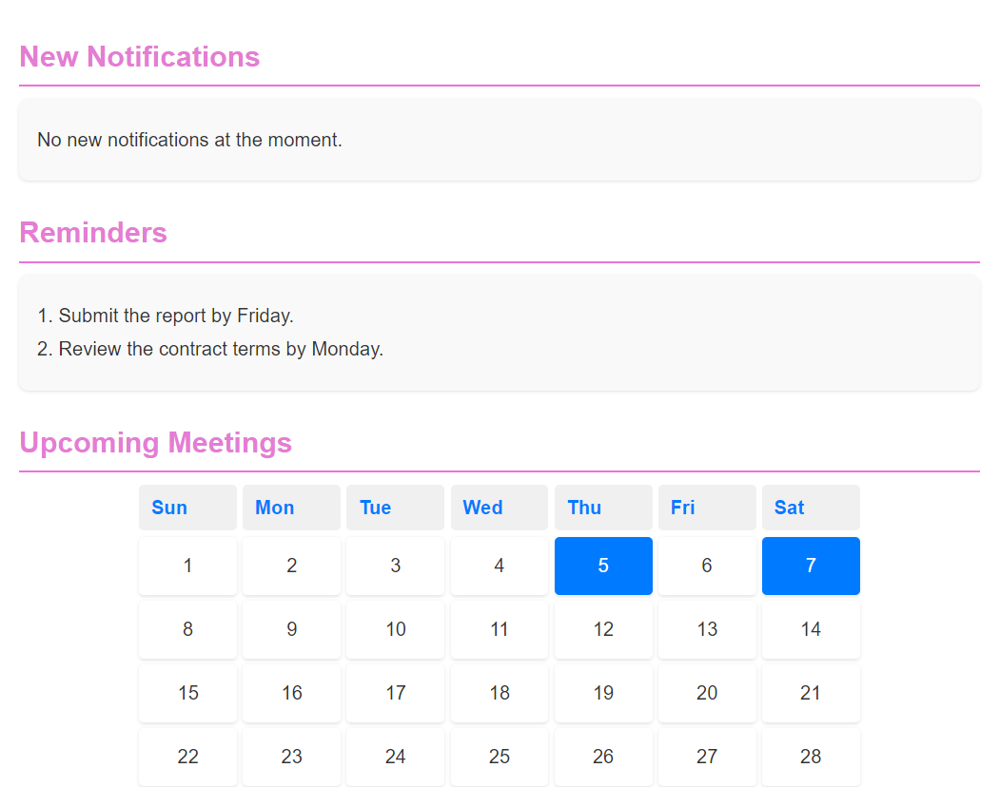 New Notifications
No new notifications at the moment.
Reminders
1. Submit the report by Friday.
2. Review the contract terms by Monday.
Upcoming Meetings
Sun Mon Tue Wed Thu Fri Sat
1 2 3 4 5 6 7
8 9 10 11 12 13 14
15 16 17 18 19 20 21
22 23 24 25 26 27 28